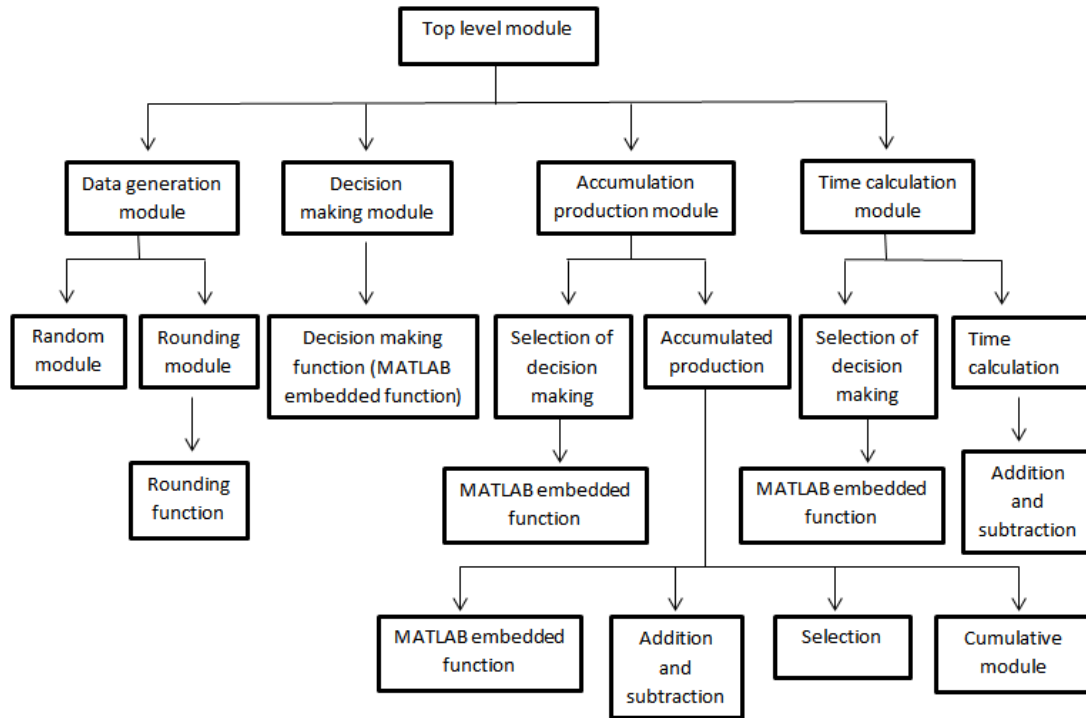 Top level module
Data generation
module
Decision
making module
Accumulation
production module
Time calculation
module
Random
module
Rounding
module
Decision making
function (MATLAB
embedded function)
Selection of
decision
making
Accumulated
production
Selection of
decision
making
Time
calculation
Rounding
function
MATLAB embedded
function
MATLAB embedded
function
Addition
and
subtraction
MATLAB embedded
function
Addition
and
subtraction
Selection
Cumulative
module